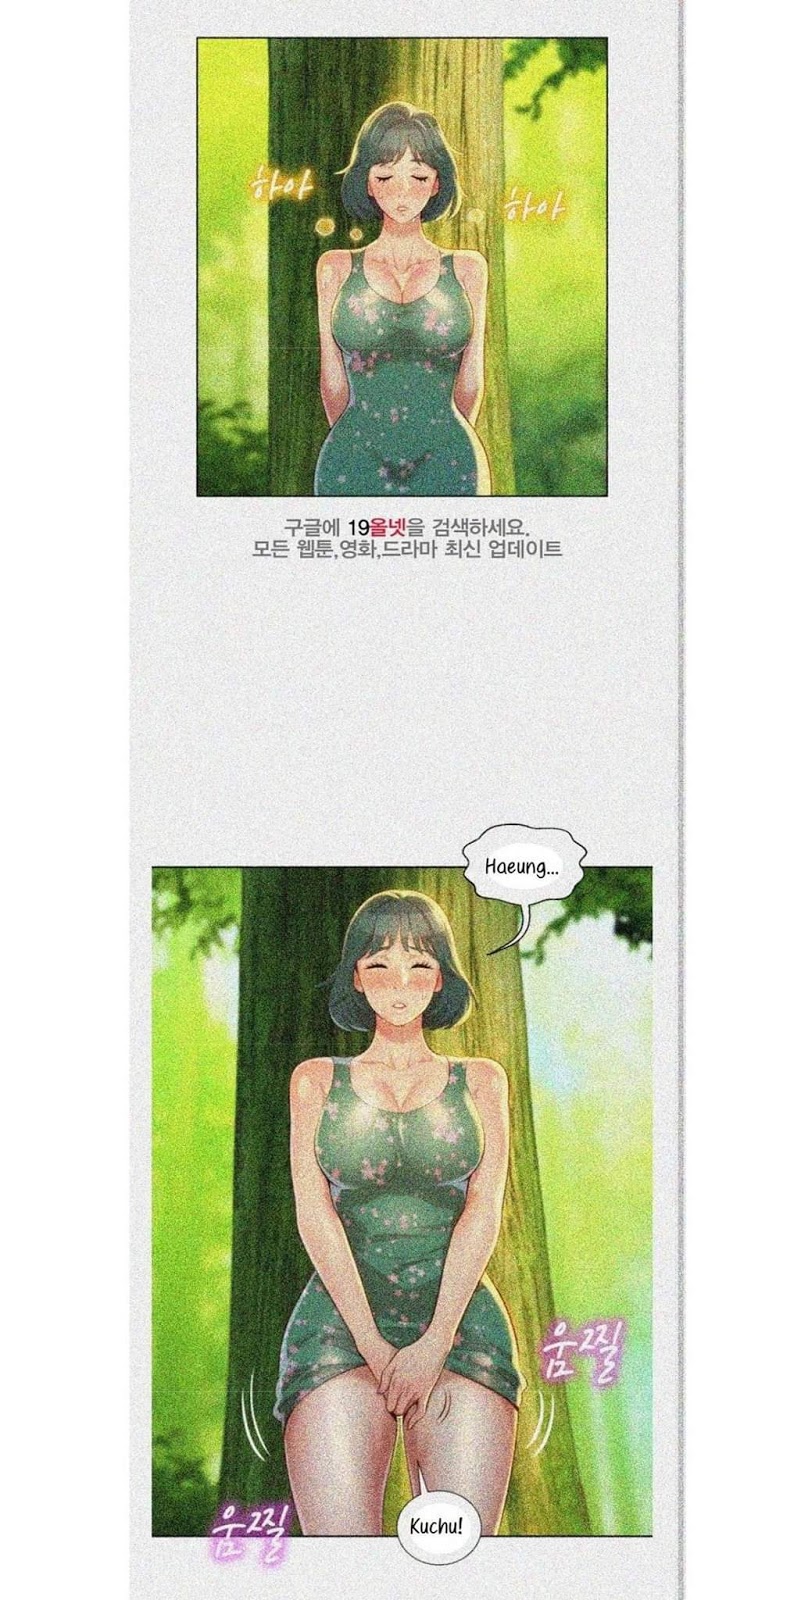 하아
하아
구글에 19올넷을 검색하세요.
모든 웹툰,영화,드라마 최신 업데이트
Haeung...
움찔
움찔
Kuchu!